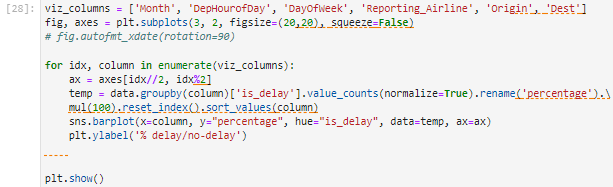 [28]: viz_columns = ['Month', 'DepHourofDay', 'DayOfWeek', 'Reporting_Airline', 'Origin', 'Dest']
fig, axes = plt.subplots(3, 2, figsize=(20,20), squeeze=False)
# fig.autofmt_xdate(rotation=90)
for idx, column in enumerate(viz_columns):
ax = axes[idx//2, idx%2]
temp = data.groupby(column)['is_delay'].value_counts(normalize=True).rename('percentage').\
mul(100).reset_index().sort_values(column)
sns.barplot(x=column, y="percentage", hue="is_delay", data=temp, ax=ax)
plt.ylabel('% delay/no-delay')
-----
plt.show()